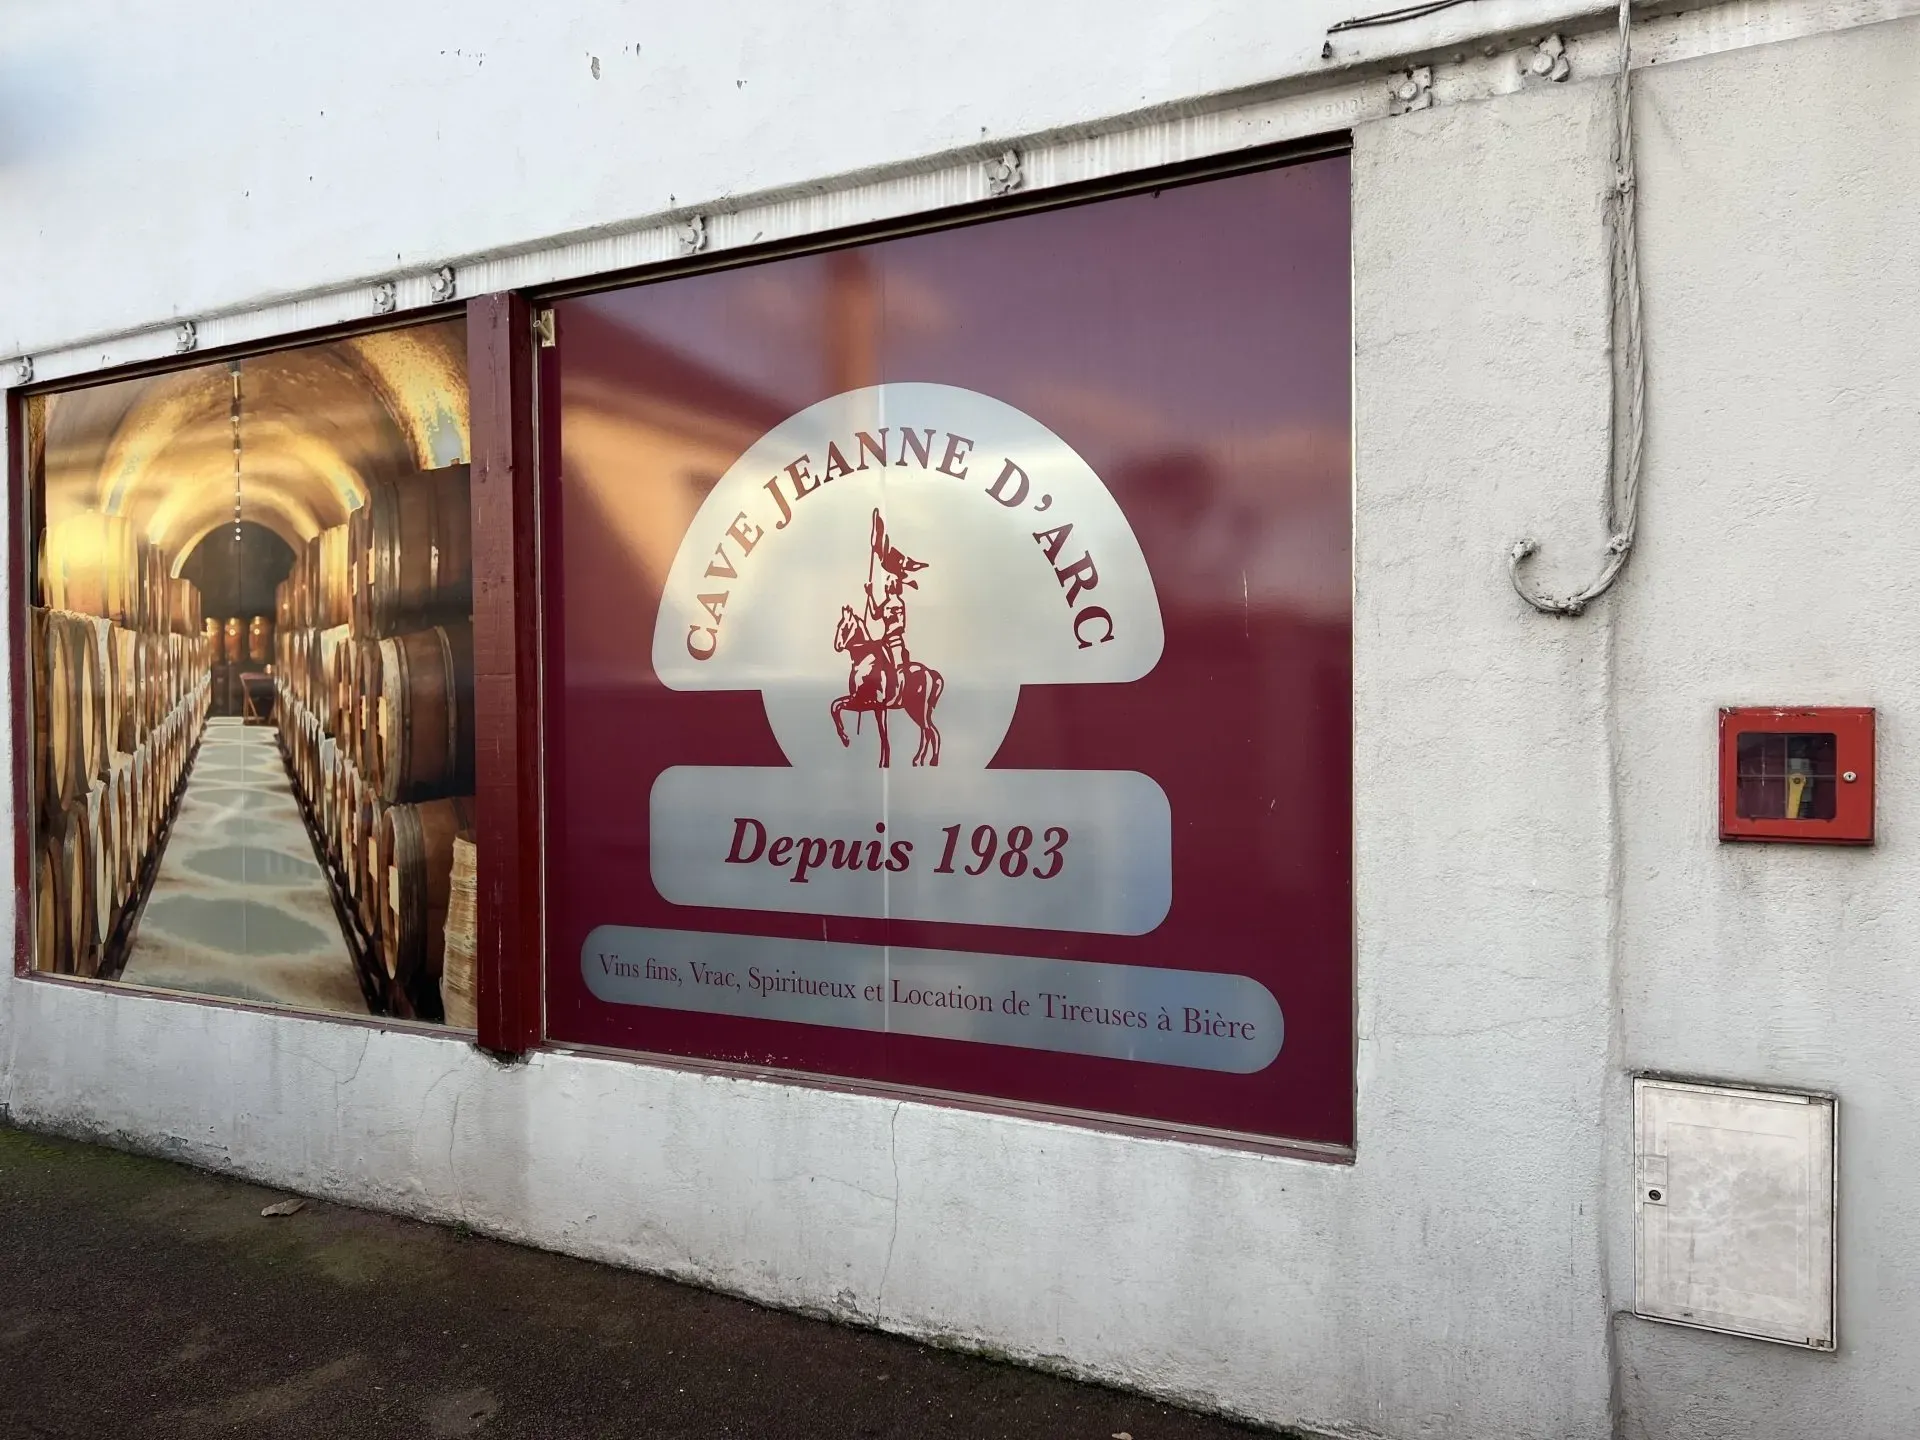 CAVE JEANNE D’ARC
Depuis 1983
Vins fins, Vrac, Spiritueux et Location de Tireuses à Bière